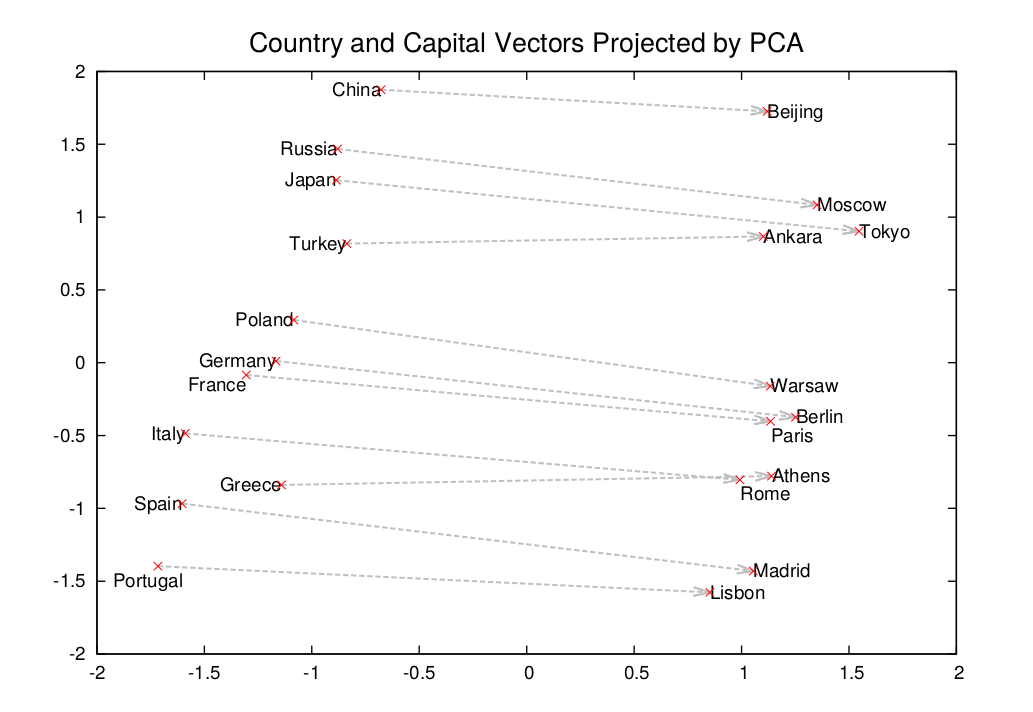 Country and Capital Vectors Projected by PCA
2
China
Beijing
1.5
Russia
Japan
Moscow
1
Tokyo
Turkey
Ankara
0.5
Poland
0
Germany
France
Warsaw
Berlin
-0.5
Italy
Paris
Greece
Athens
Rome
-1
Spain
Madrid
-1.5
Portugal
Lisbon
-2
-2 -1.5 -1 -0.5 0 0.5 1 1.5 2